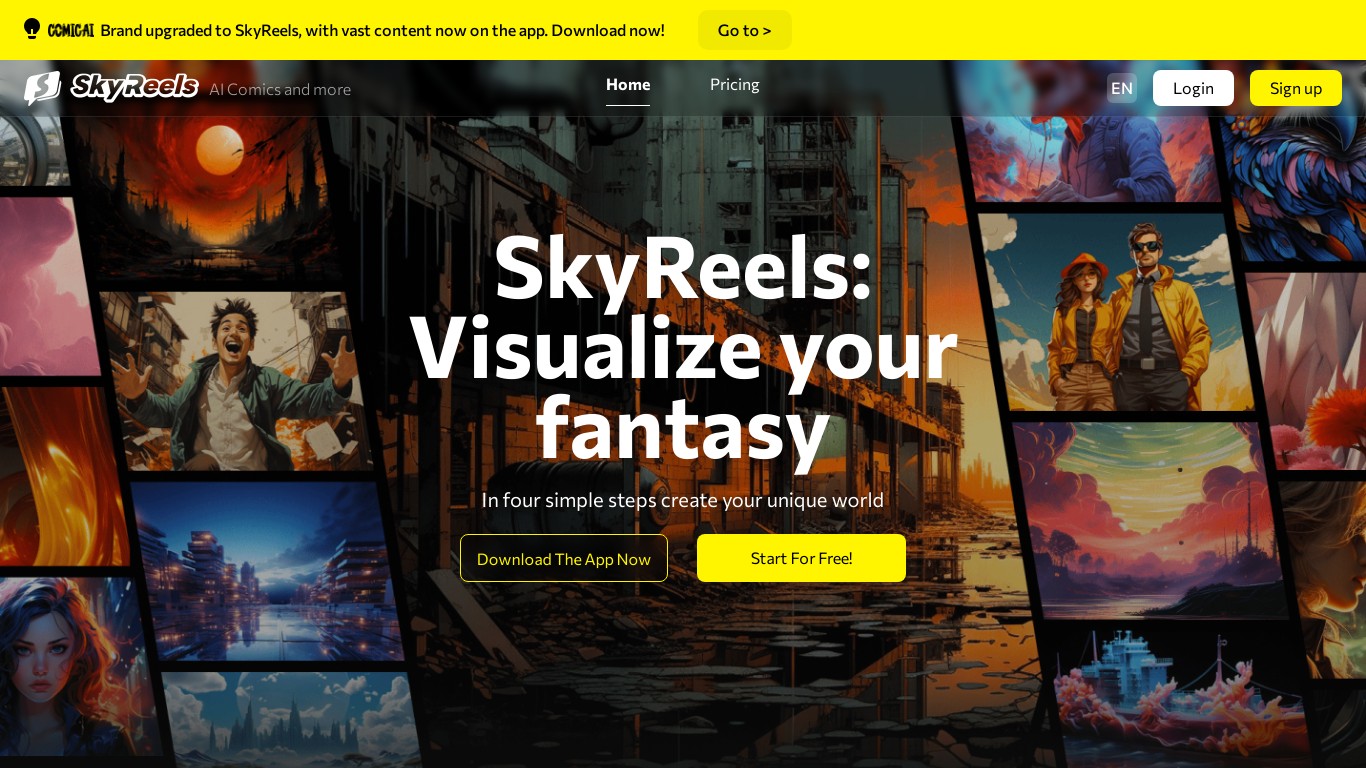 COMICAI Brand upgraded to SkyReels, with vast content now on the app. Download now! Go to >
SkyReels AI Comics and more Home Pricing EN Login Sign up
SkyReels:
Visualize your
fantasy
In four simple steps create your unique world
Download The App Now Start For Free!